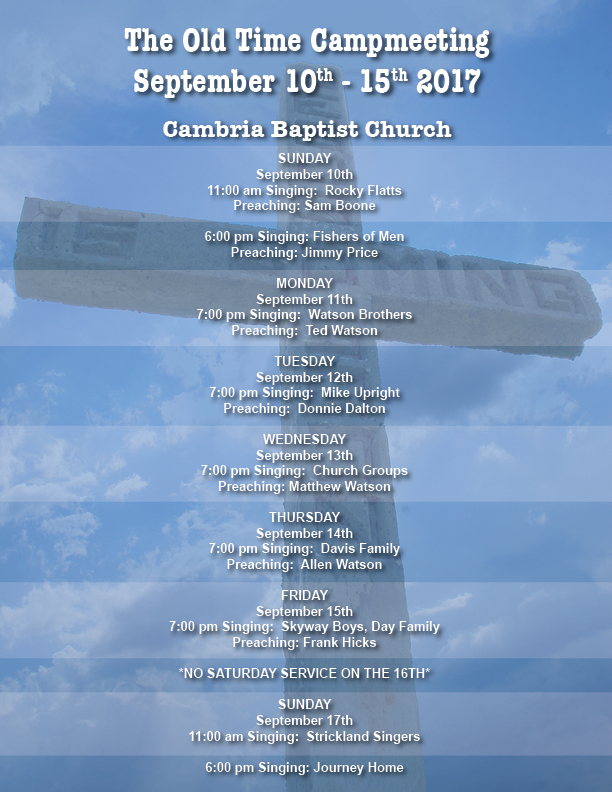 The Old Time Campmeeting
September 10th - 15th 2017
Cambria Baptist Church
SUNDAY
September 10th
11:00 am Singing: Rocky Flatts
Preaching: Sam Boone
6:00 pm Singing: Fishers of Men
Preaching: Jimmy Price
MONDAY
September 11th
7:00 pm Singing: Watson Brothers
Preaching: Ted Watson
TUESDAY
September 12th
7:00 pm Singing: Mike Upright
Preaching: Donnie Dalton
WEDNESDAY
September 13th
7:00 pm Singing: Church Groups
Preaching: Matthew Watson
THURSDAY
September 14th
7:00 pm Singing: Davis Family
Preaching: Allen Watson
FRIDAY
September 15th
7:00 pm Singing: Skyway Boys, Day Family
Preaching: Frank Hicks
*NO SATURDAY SERVICE ON THE 16TH*
SUNDAY
September 17th
11:00 am Singing: Strickland Singers
6:00 pm Singing: Journey Home